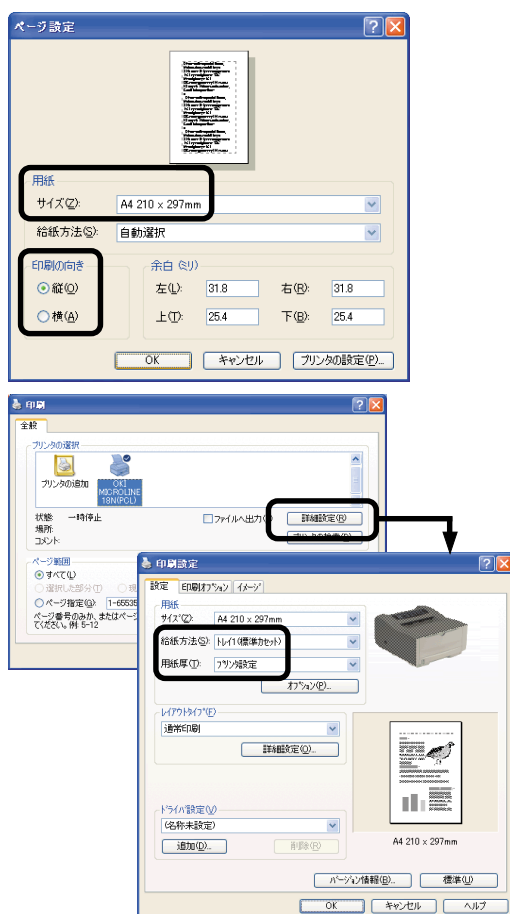 ページ設定
用紙
サイズ(Z): A4 210 x 297mm
給紙方法(S): 自動選択
印刷の向き
縦(O)
横(A)
余白 (ミリ)
左(L): 31.8 右(R): 31.8
上(T): 25.4 下(B): 25.4
OK キャンセル プリンタの設定(P)...
印刷
全般
プリンタの選択
プリンタの追加
OKI
MICROLINE
18N(PCL)
状態: 一時停止
場所:
コメント:
ファイルへ出力
詳細設定(R)
ページ範囲
すべて(L)
選択した部分(T)
ページ指定(G): 1-65535
ページ番号のみか、またはページ
てください。例 5-12
印刷設定
設定 印刷オプション イメージ
用紙
サイズ(Z): A4 210 x 297mm
給紙方法(S): トレイ1(標準カセット)
用紙厚(T): プリンタ設定
オプション(P)...
レイアウトタイプ(F)
通常印刷
詳細設定(O)...
ドライバ設定(V)
(名称未設定)
追加(D)... 削除(R)
A4 210 x 297mm
バージョン情報(B)... 標準(U)
OK キャンセル ヘルプ